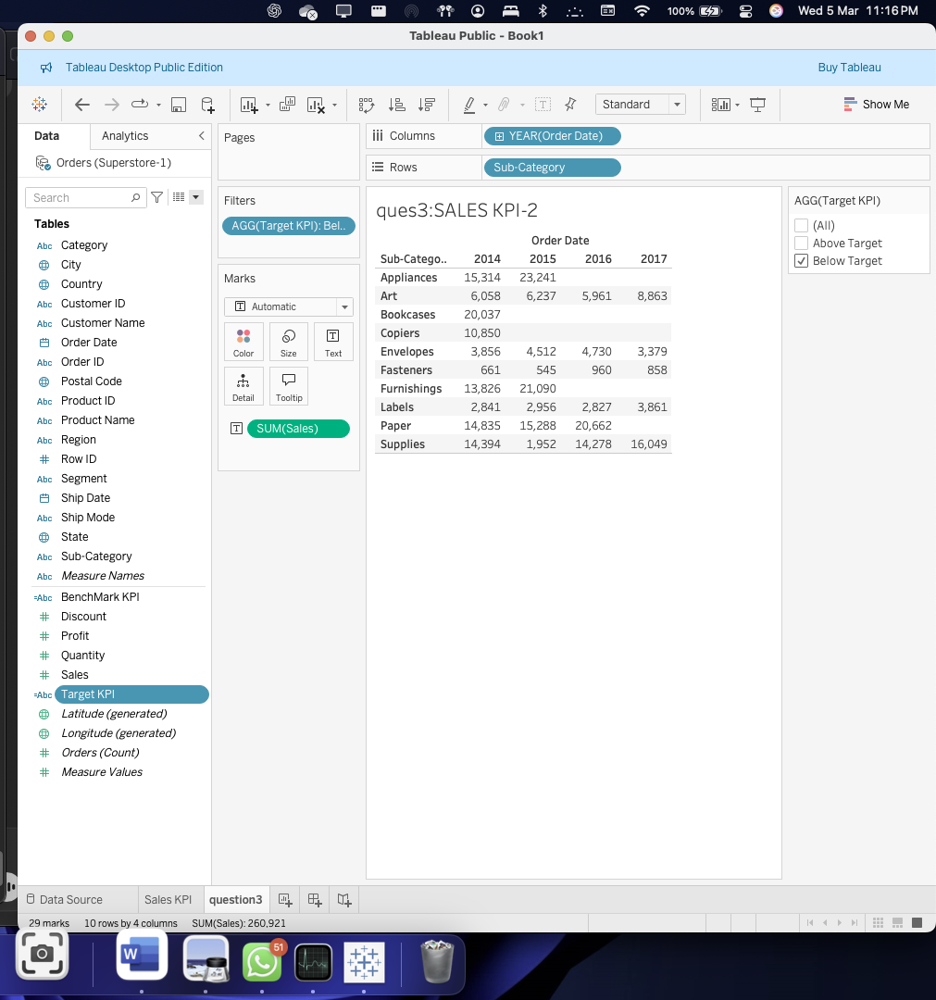 100% Wed 5 Mar 11:16 PM
Tableau Public - Book1
Tableau Desktop Public Edition Buy Tableau
Standard Show Me
Data Analytics
Orders (Superstore-1)
Search
Tables
Abc Category
City
Country
Abc Customer ID
Abc Customer Name
Order Date
Abc Order ID
Postal Code
Abc Product ID
Abc Product Name
Abc Region
Row ID
Abc Segment
Ship Date
Abc Ship Mode
State
Abc Sub-Category
Abc Measure Names
=Abc BenchMark KPI
Discount
Profit
Quantity
Sales
=Abc Target KPI
Latitude (generated)
Longitude (generated)
Orders (Count)
Measure Values
Pages
Filters
AGG(Target KPI): Bel..
Marks
Automatic
Color Size Text
Detail Tooltip
SUM(Sales)
Columns YEAR(Order Date)
Rows Sub-Category
ques3:SALES KPI-2
Order Date
Sub-Catego.. 2014 2015 2016 2017
Appliances 15,314 23,241
Art 6,058 6,237 5,961 8,863
Bookcases 20,037
Copiers 10,850
Envelopes 3,856 4,512 4,730 3,379
Fasteners 661 545 960 858
Furnishings 13,826 21,090
Labels 2,841 2,956 2,827 3,861
Paper 14,835 15,288 20,662
Supplies 14,394 1,952 14,278 16,049
AGG(Target KPI)
(All)
Above Target
Below Target
Data Source Sales KPI question3
29 marks 10 rows by 4 columns SUM(Sales): 260,921
W
51